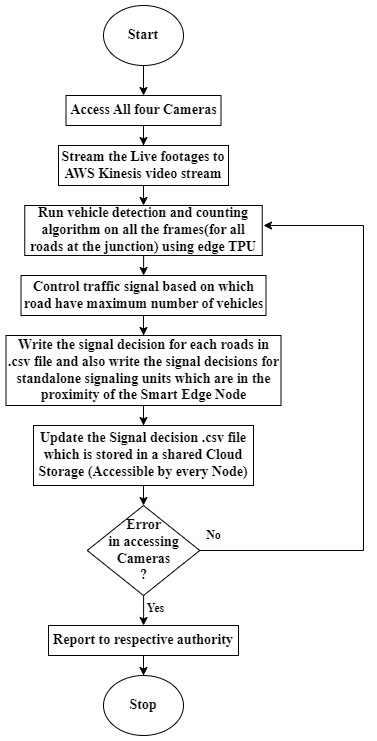 Start
Access All four Cameras
Stream the Live footages to
AWS Kinesis video stream
Run vehicle detection and counting
algorithm on all the frames(for all
roads at the junction) using edge TPU
Control traffic signal based on which
road have maximum number of vehicles
Write the signal decision for each roads in
.csv file and also write the signal decisions for
standalone signaling units which are in the
proximity of the Smart Edge Node
Update the Signal decision .csv file
which is stored in a shared Cloud
Storage (Accessible by every Node)
Error
in accessing
Cameras
?
No
Yes
Report to respective authority
Stop